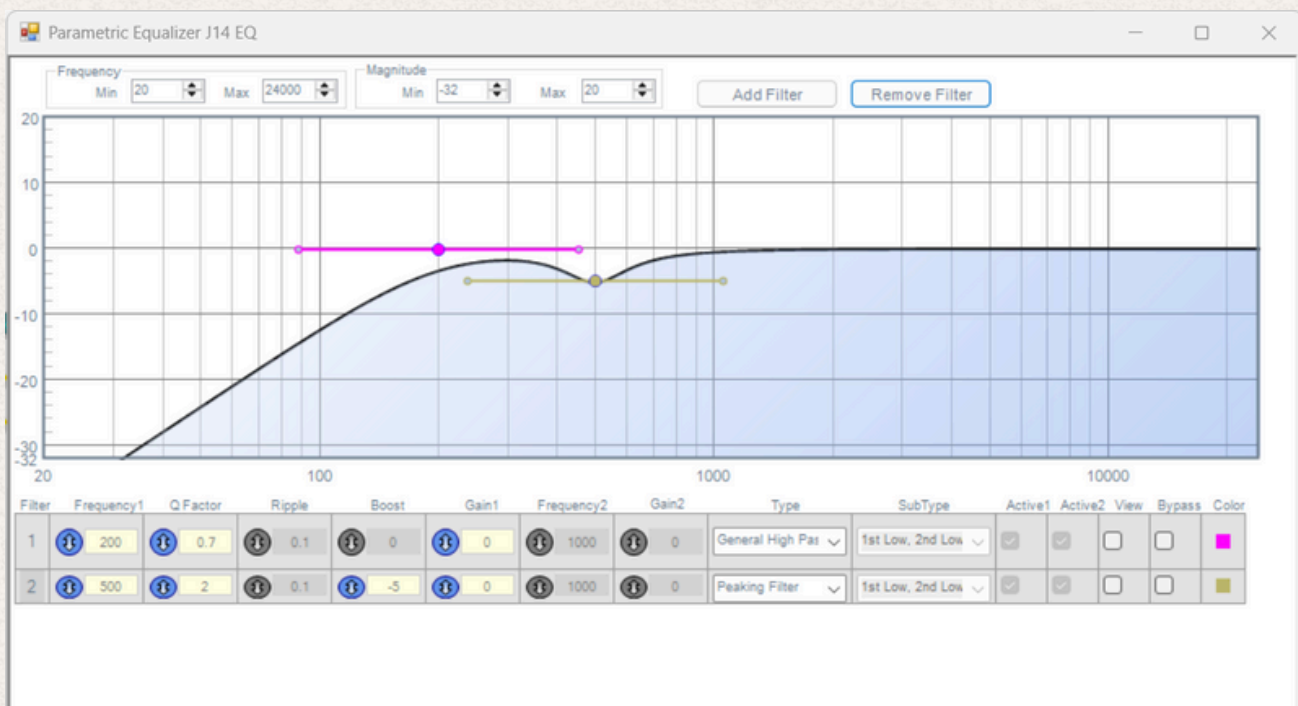 Parametric Equalizer J14 EQ
Frequency
Min 20 Max 24000
Magnitude
Min -32 Max 20
Add Filter Remove Filter
20
10
0
-10
-20
-30
-32
20 100 1000 10000
Filter Frequency1 Q Factor Ripple Boost Gain1 Frequency2 Gain2 Type SubType Active1 Active2 View Bypass Color
1 200 0.7 0.1 0 0 1000 0 General High Pas 1st Low, 2nd Low
2 500 2 0.1 -5 0 1000 0 Peaking Filter 1st Low, 2nd Low